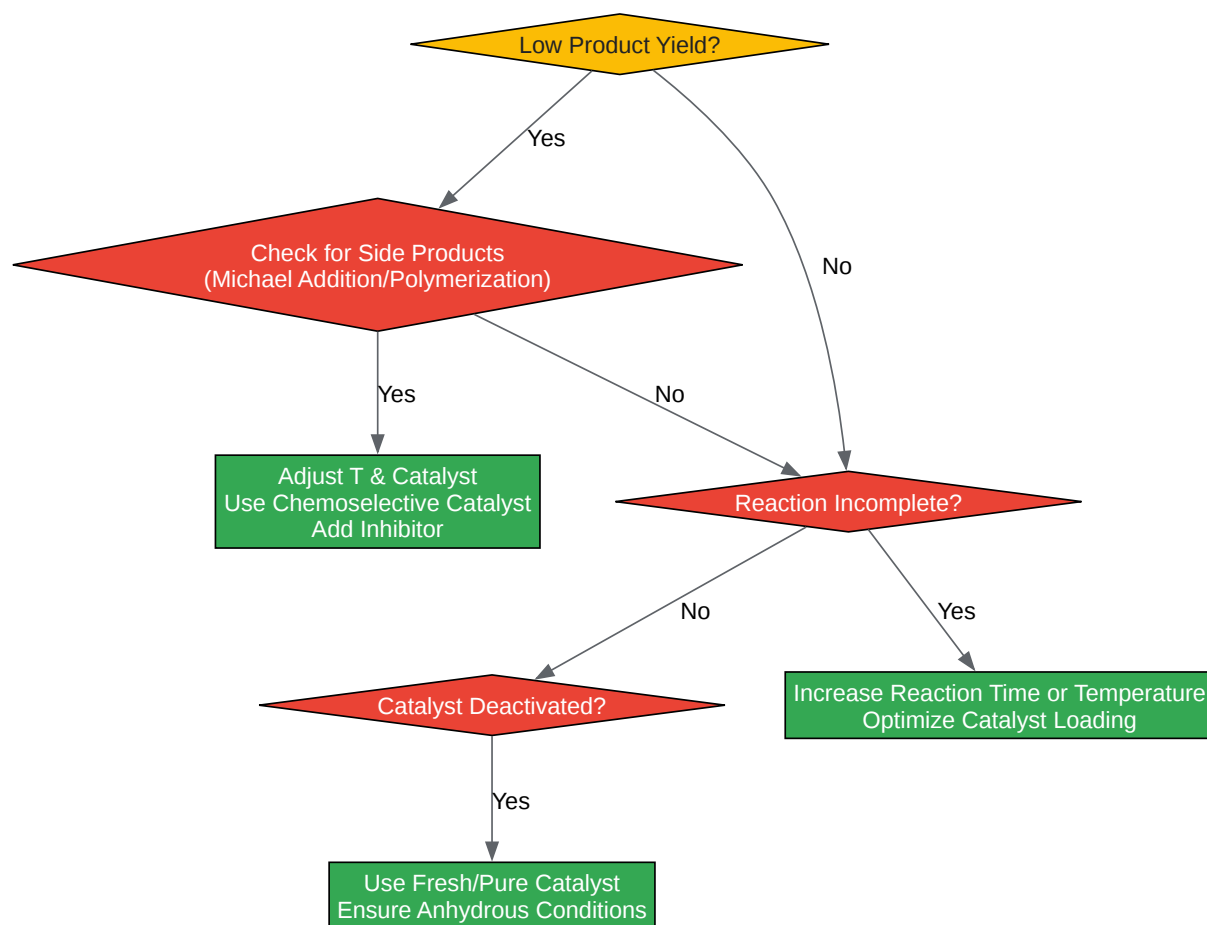 Low Product Yield?
Yes
No
Check for Side Products
(Michael Addition/Polymerization)
Yes
No
Adjust T & Catalyst
Use Chemoselective Catalyst
Add Inhibitor
Reaction Incomplete?
No
Yes
Catalyst Deactivated?
Increase Reaction Time or Temperature
Optimize Catalyst Loading
Yes
Use Fresh/Pure Catalyst
Ensure Anhydrous Conditions